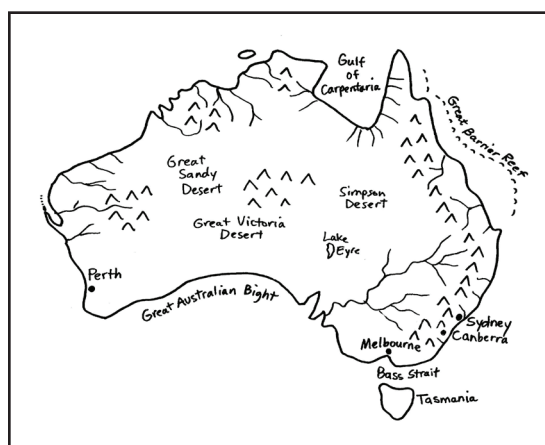 Gulf
of
Carpentaria
Great Barrier Reef
Great
Sandy
Desert
Simpson
Desert
Great Victoria
Desert
Lake
Eyre
Perth
Great Australian Bight
Sydney
Canberra
Melbourne
Bass Strait
Tasmania